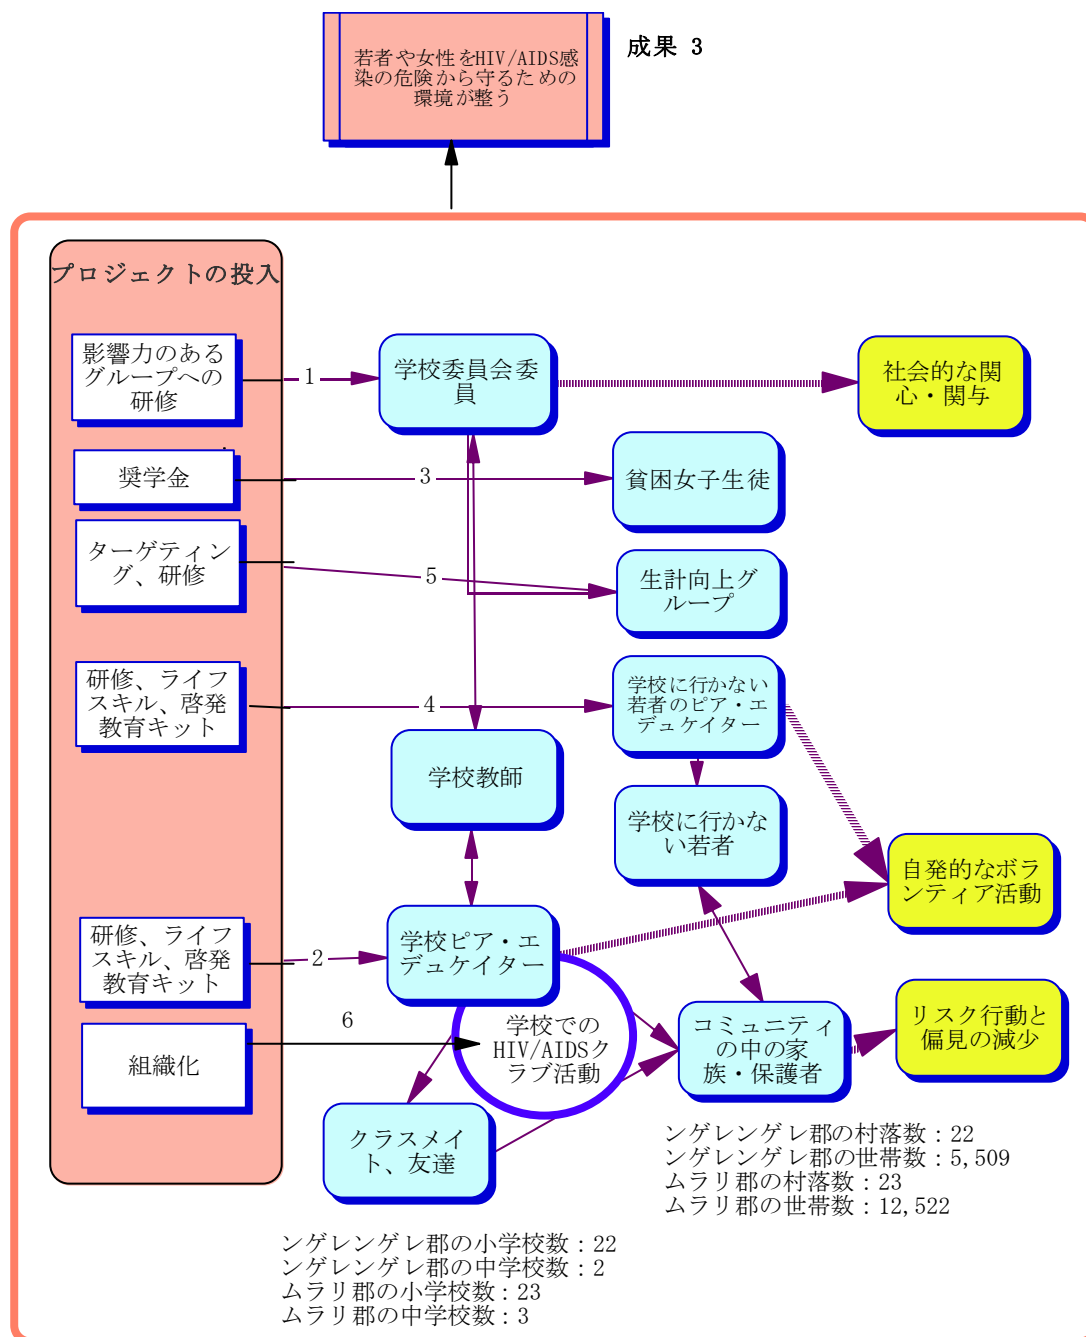 成果 3
若者や女性をHIV/AIDS感
染の危険から守るための
環境が整う
プロジェクトの投入
影響力のある
グループへの
研修
1
学校委員会委
員
社会的な関
心・関与
奨学金
3
貧困女子生徒
ターゲティン
グ、研修
5
生計向上グ
ループ
研修、ライフ
スキル、啓発
教育キット
4
学校に行かない
若者のピア・エ
デュケイター
学校教師
学校に行かな
い若者
自発的なボラ
ンティア活動
研修、ライフ
スキル、啓発
教育キット
2
学校ピア・エ
デュケイター
組織化
6
学校での
HIV/AIDSク
ラブ活動
コミュニティ
の中の家
族・保護者
リスク行動と
偏見の減少
クラスメイ
ト、友達
ンゲレンゲレ郡の村落数：22
ンゲレンゲレ郡の世帯数：5,509
ムラリ郡の村落数：23
ムラリ郡の世帯数：12,522
ンゲレンゲレ郡の小学校数：22
ンゲレンゲレ郡の中学校数：2
ムラリ郡の小学校数：23
ムラリ郡の中学校数：3